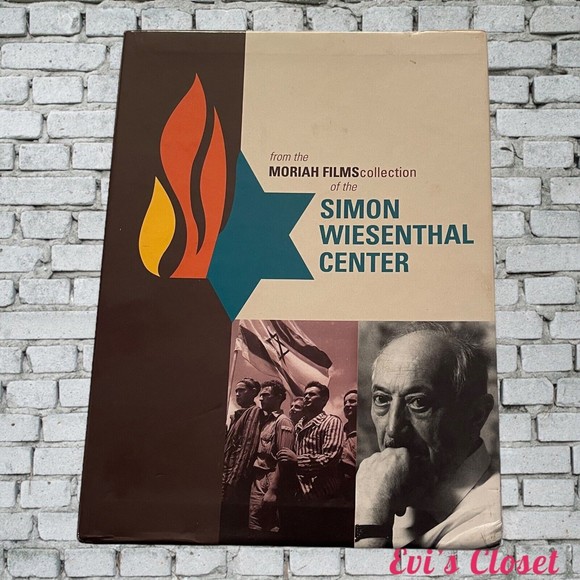 from the
MORIAH FILMScollection
of the
SIMON
WIESENTHAL
CENTER
Evi's Closet